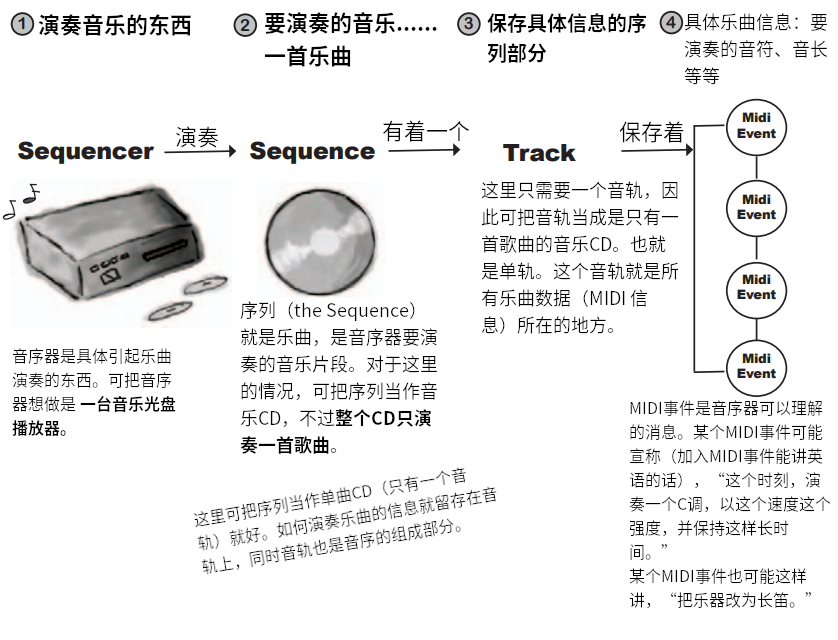 1 演奏音乐的东西
2 要演奏的音乐……
一首乐曲
3 保存具体信息的序
列部分
4 具体乐曲信息：要
演奏的音符、音长
等等
Sequencer
演奏
Sequence
有着一个
Track
保存着
Midi
Event
Midi
Event
Midi
Event
Midi
Event
音序器是具体引起乐曲
演奏的东西。可把音序
器想做是 一台音乐光盘
播放器。
序列（the Sequence）
就是乐曲，是音序器要演
奏的音乐片段。对于这里
的情况，可把序列当作音
乐CD，不过整个CD只演
奏一首歌曲。
这里只需要一个音轨，因
此可把音轨当成是只有一
首歌曲的音乐CD。也就
是单轨。这个音轨就是所
有乐曲数据（MIDI 信
息）所在的地方。
MIDI事件是音序器可以理解
的消息。某个MIDI事件可能
宣称（加入MIDI事件能讲英
语的话），“这个时刻，演
奏一个C调，以这个速度这个
强度，并保持这样长时
间。”
某个MIDI事件也可能这样
讲，“把乐器改为长笛。”
这里可把序列当作单曲CD（只有一个音
轨）就好。如何演奏乐曲的信息就留存在音
轨上，同时音轨也是音序的组成部分。